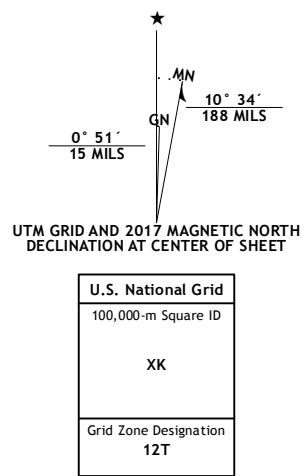 MN
GN
10° 34´
188 MILS
0° 51´
15 MILS
UTM GRID AND 2017 MAGNETIC NORTH
DECLINATION AT CENTER OF SHEET
U.S. National Grid
100,000-m Square ID
XK
Grid Zone Designation
12T